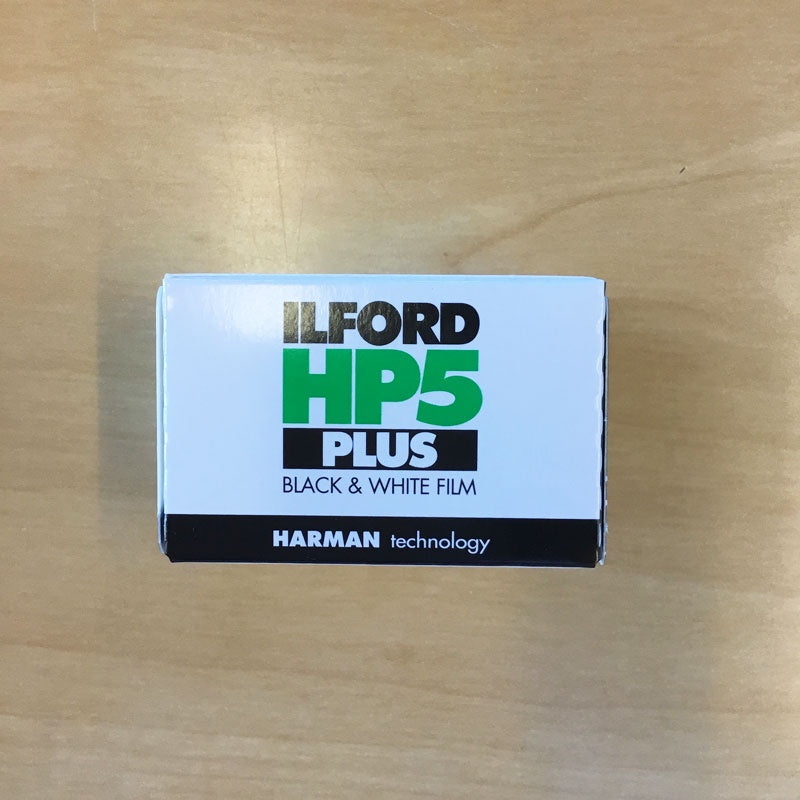 ILFORD
HP5
PLUS
BLACK & WHITE FILM
HARMAN technology